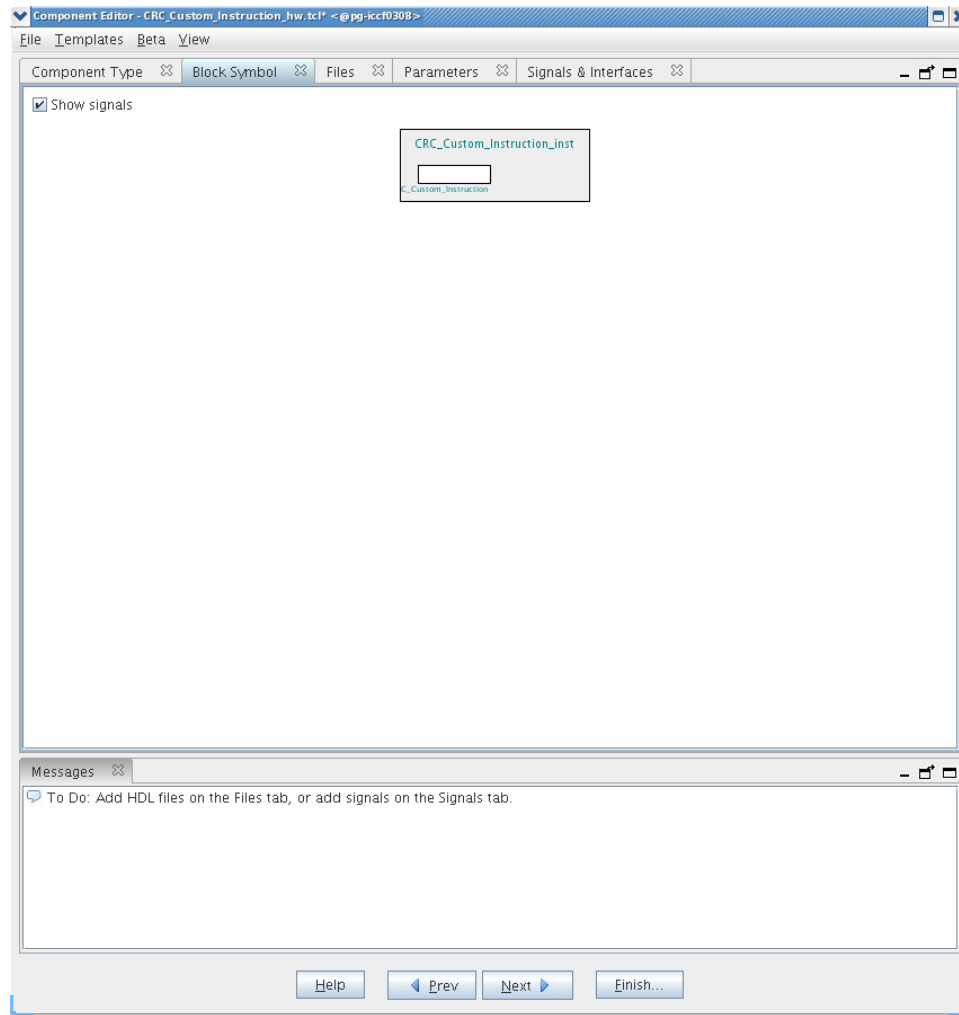 Component Editor - CRC_Custom_Instruction_hw.tcl* <@pg-iccf0308>
File Templates Beta View
Component Type Block Symbol Files Parameters Signals & Interfaces
Show signals
CRC_Custom_Instruction_inst
C_Custom_Instruction
Messages
To Do: Add HDL files on the Files tab, or add signals on the Signals tab.
Help Prev Next Finish...